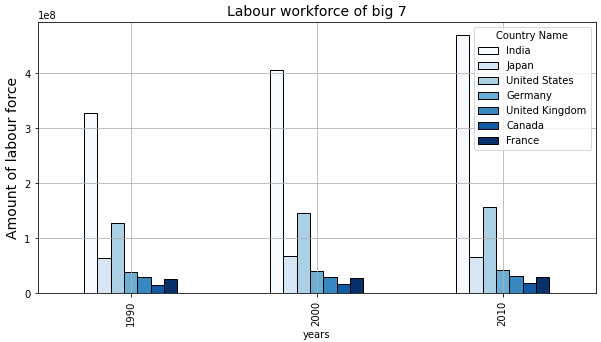 Labour workforce of big 7
1e8
Country Name
India
Japan
United States
Germany
United Kingdom
Canada
France
Amount of labour force
4
3
2
1
0
1990
2000
2010
years